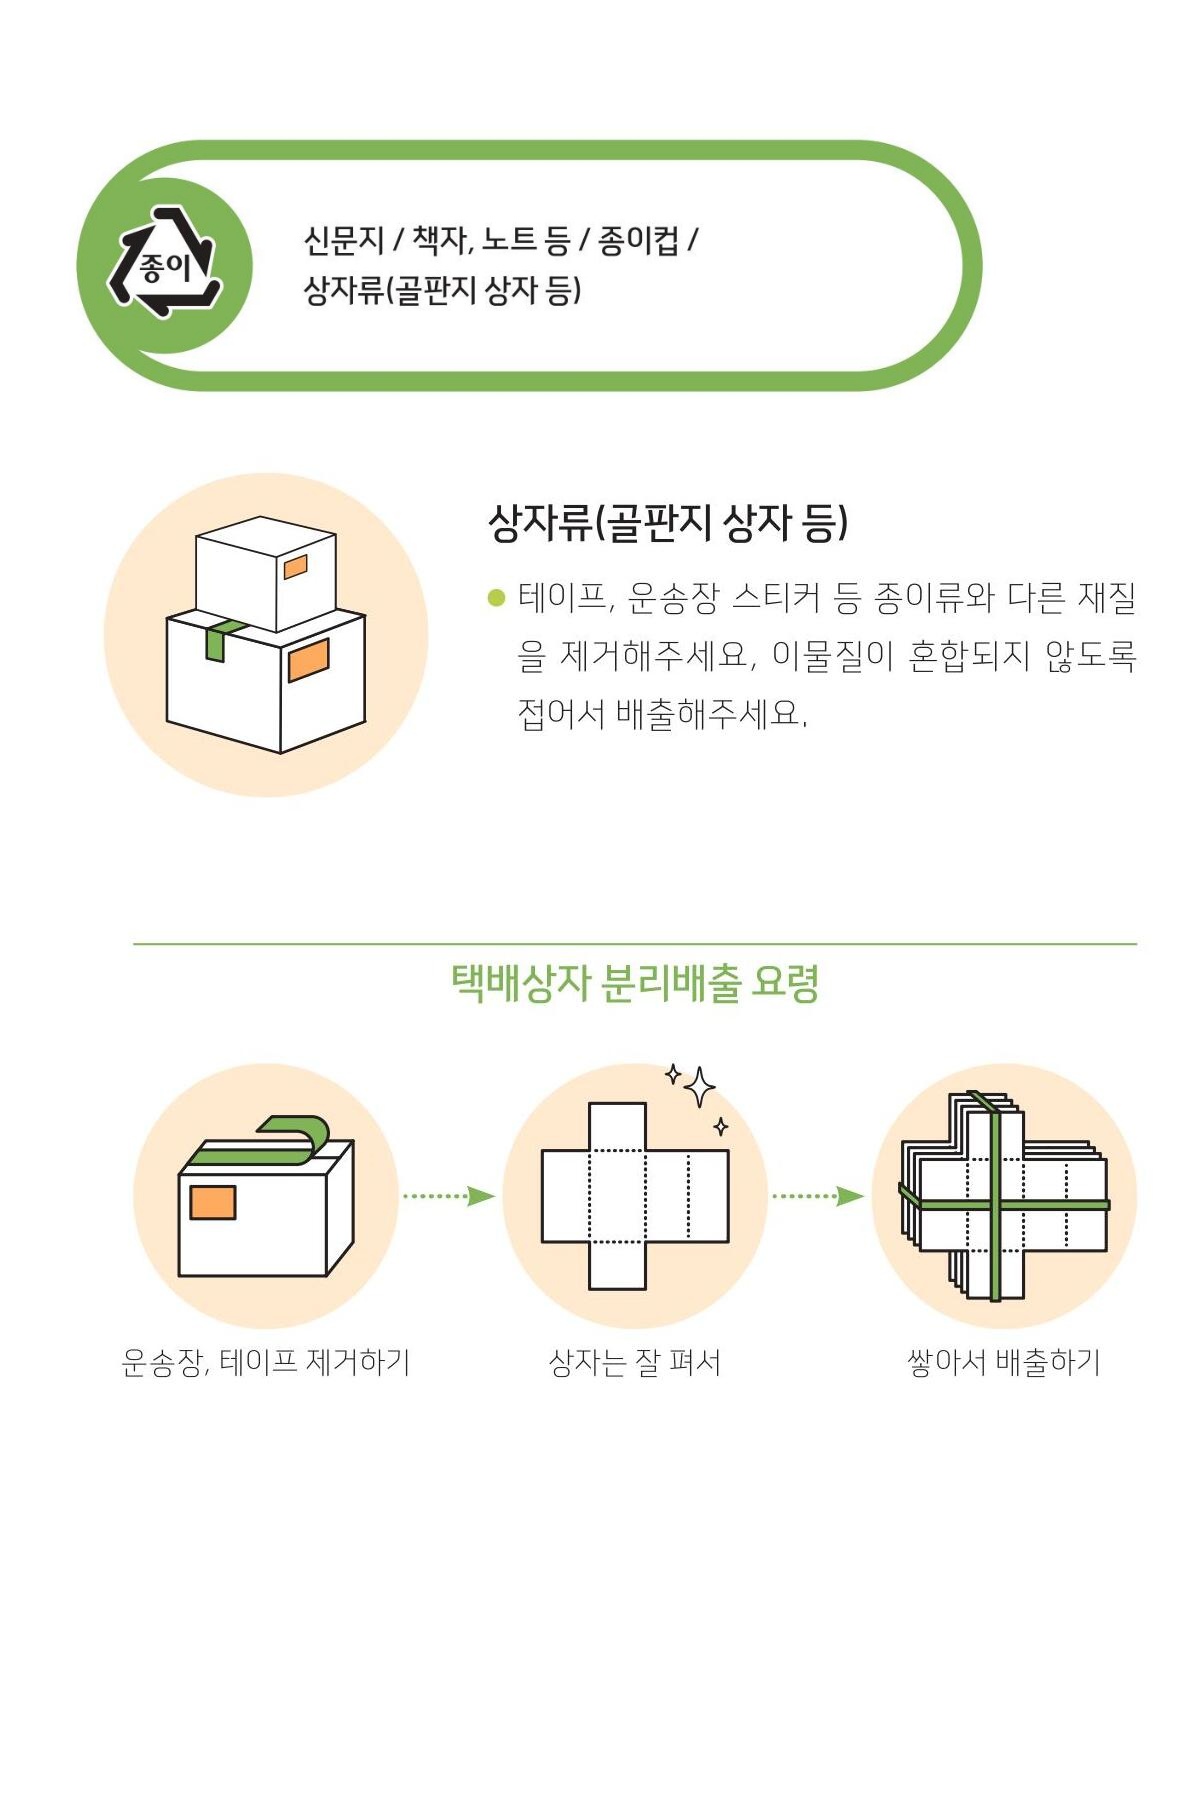 종이
신문지 / 책자, 노트 등 / 종이컵 /
상자류(골판지 상자 등)
상자류(골판지 상자 등)
테이프, 운송장 스티커 등 종이류와 다른 재질
을 제거해주세요, 이물질이 혼합되지 않도록
접어서 배출해주세요.
택배상자 분리배출 요령
운송장, 테이프 제거하기
상자는 잘 펴서
쌓아서 배출하기